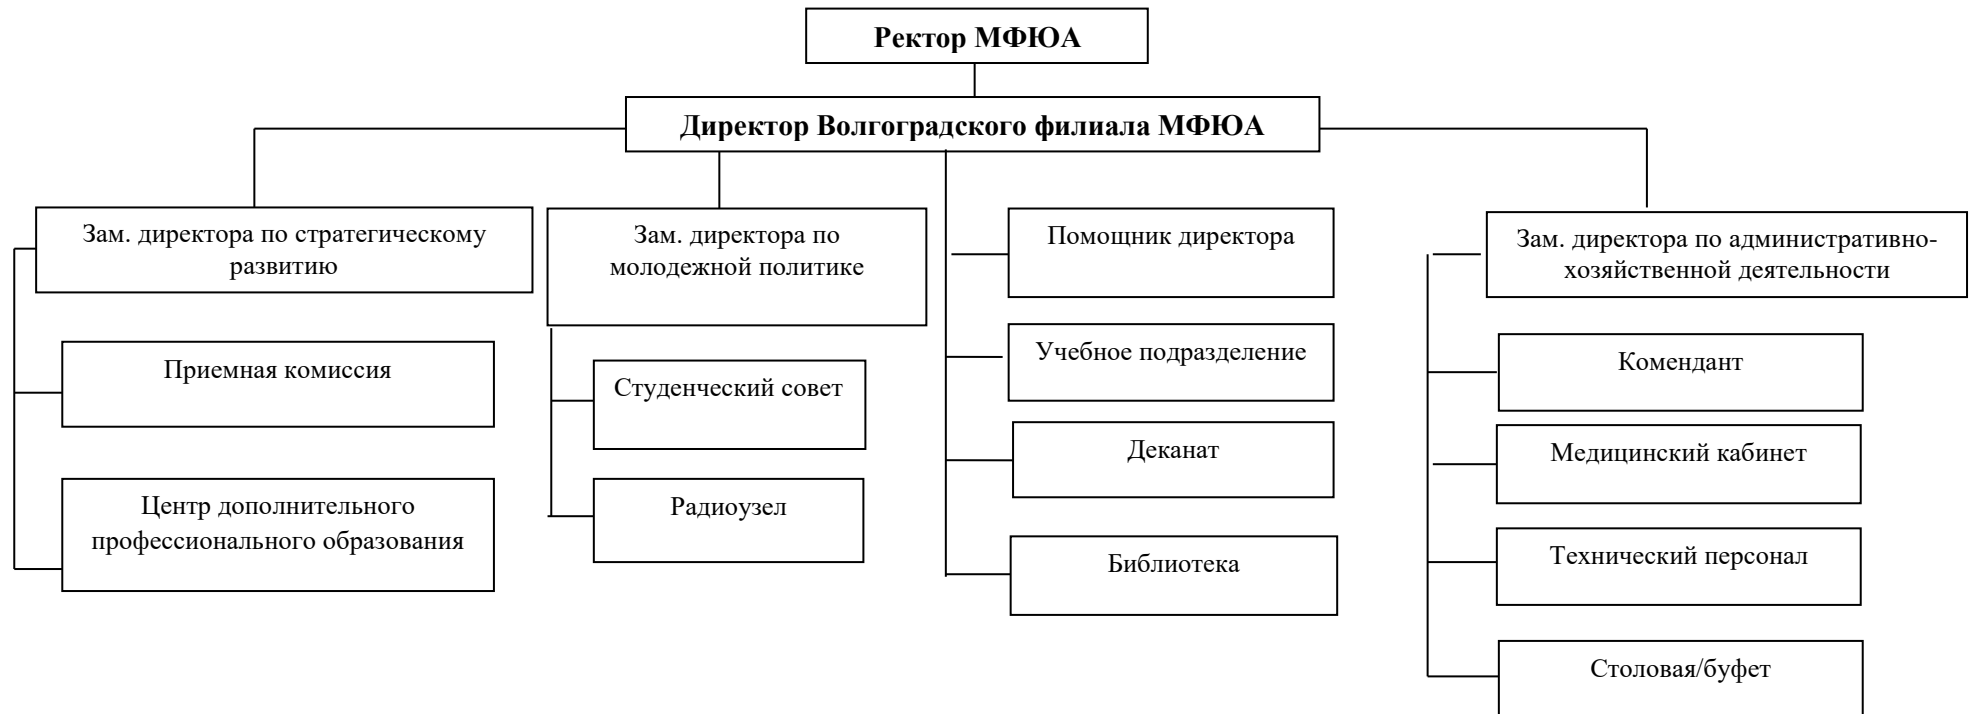 Ректор МФЮА
Директор Волгоградского филиала МФЮА
Зам. директора по стратегическому
развитию
Приемная комиссия
Центр дополнительного
профессионального образования
Зам. директора по
молодежной политике
Студенческий совет
Радиоузел
Помощник директора
Учебное подразделение
Деканат
Библиотека
Зам. директора по административно-
хозяйственной деятельности
Комендант
Медицинский кабинет
Технический персонал
Столовая/буфет